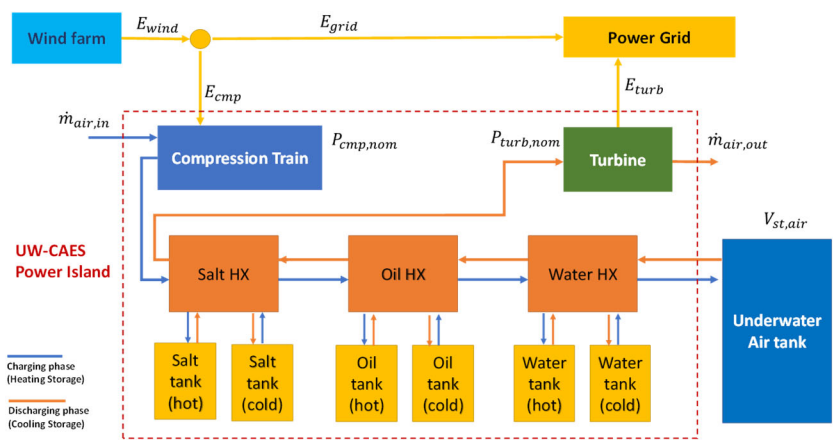 Wind farm
E_wind
E_grid
Power Grid
E_cmp
E_turb
ṁ_air,in
Compression Train
P_cmp,nom
P_turb,nom
Turbine
ṁ_air,out
V_st,air
UW-CAES
Power Island
Salt HX
Oil HX
Water HX
Underwater
Air tank
Salt
tank
(hot)
Salt
tank
(cold)
Oil
tank
(hot)
Oil
tank
(cold)
Water
tank
(hot)
Water
tank
(cold)
Charging phase
(Heating Storage)
Discharging phase
(Cooling Storage)